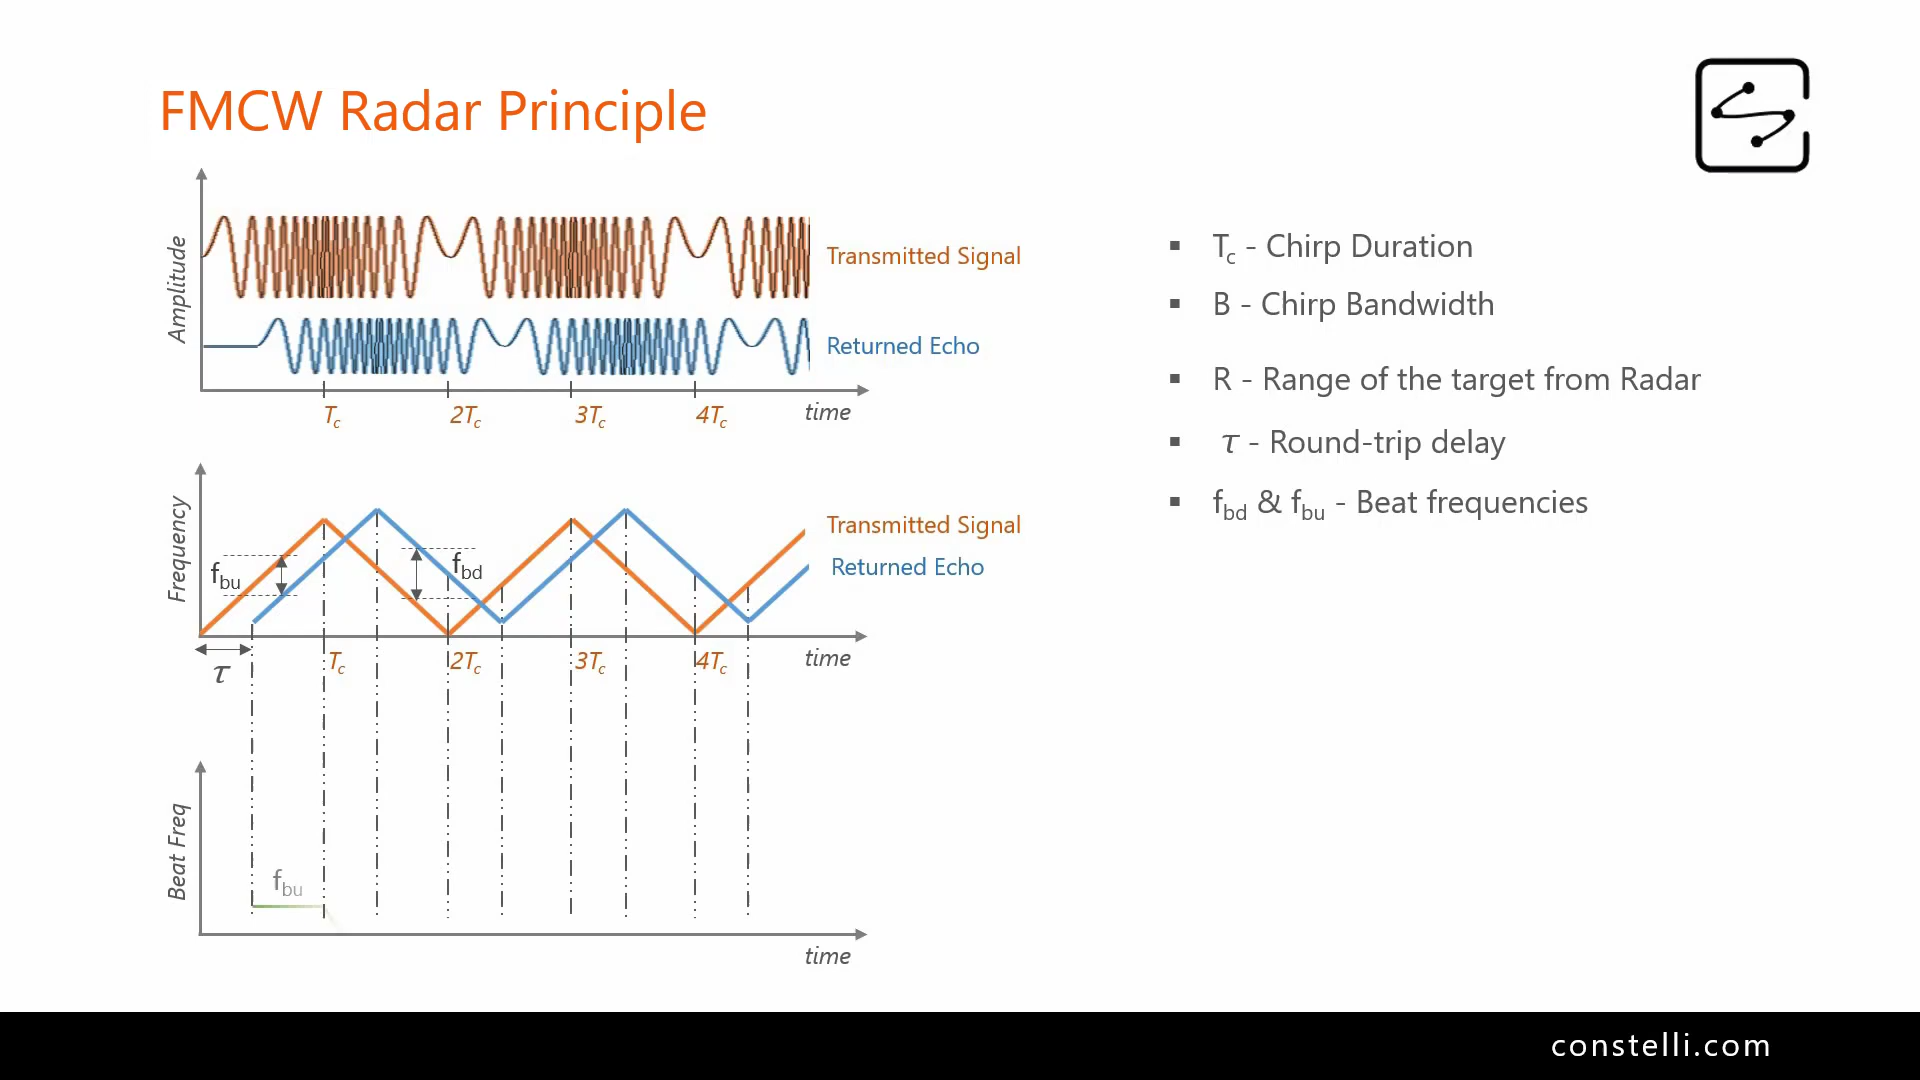 FMCW Radar Principle
Amplitude
Transmitted Signal
Returned Echo
Tc 2Tc 3Tc 4Tc time
Frequency
Transmitted Signal
Returned Echo
fbu
fbd
τ
Tc 2Tc 3Tc 4Tc time
Beat Freq
fbu
time
▪ Tc - Chirp Duration
▪ B - Chirp Bandwidth
▪ R - Range of the target from Radar
▪ τ - Round-trip delay
▪ fbd & fbu - Beat frequencies
constelli.com